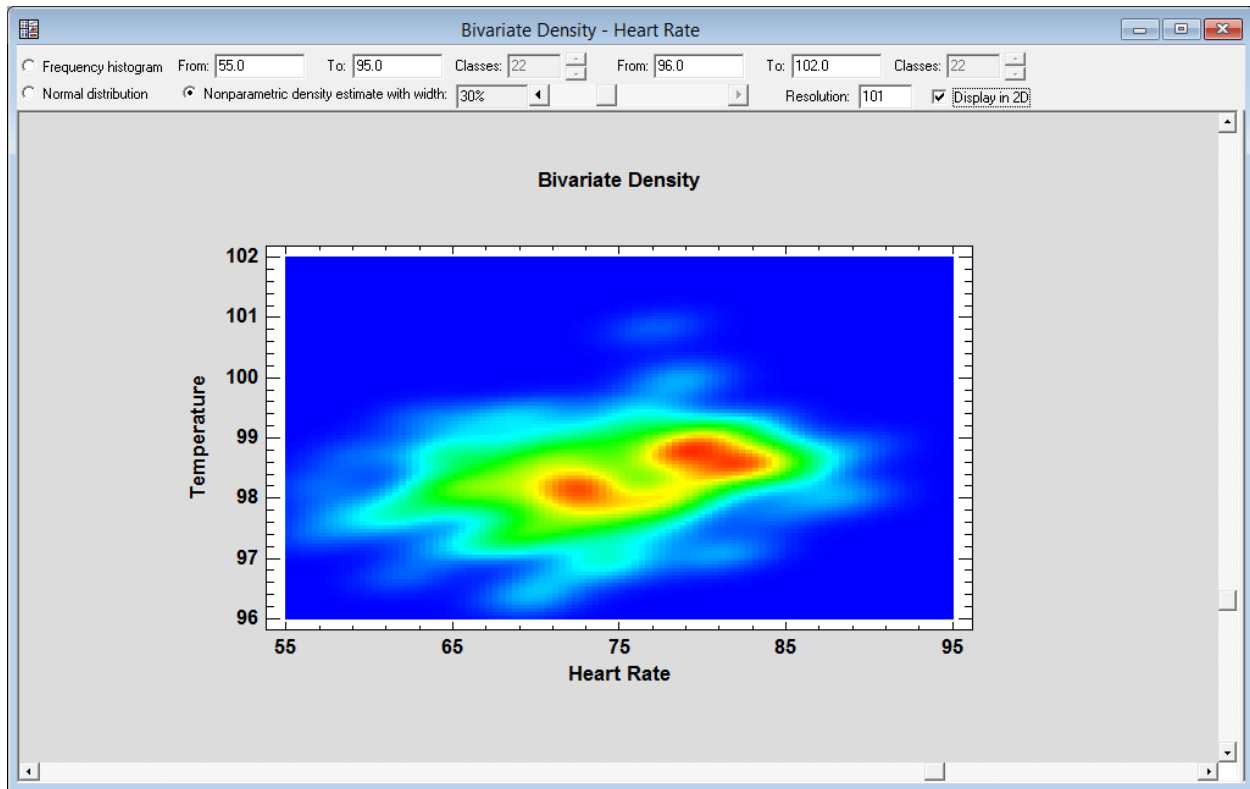 Bivariate Density - Heart Rate
Frequency histogram From: 55.0 To: 95.0 Classes: 22 From: 96.0 To: 102.0 Classes: 22
Normal distribution Nonparametric density estimate with width: 30% Resolution: 101 Display in 2D
Bivariate Density
102
101
100
99
98
97
96
Temperature
55 65 75 85 95
Heart Rate